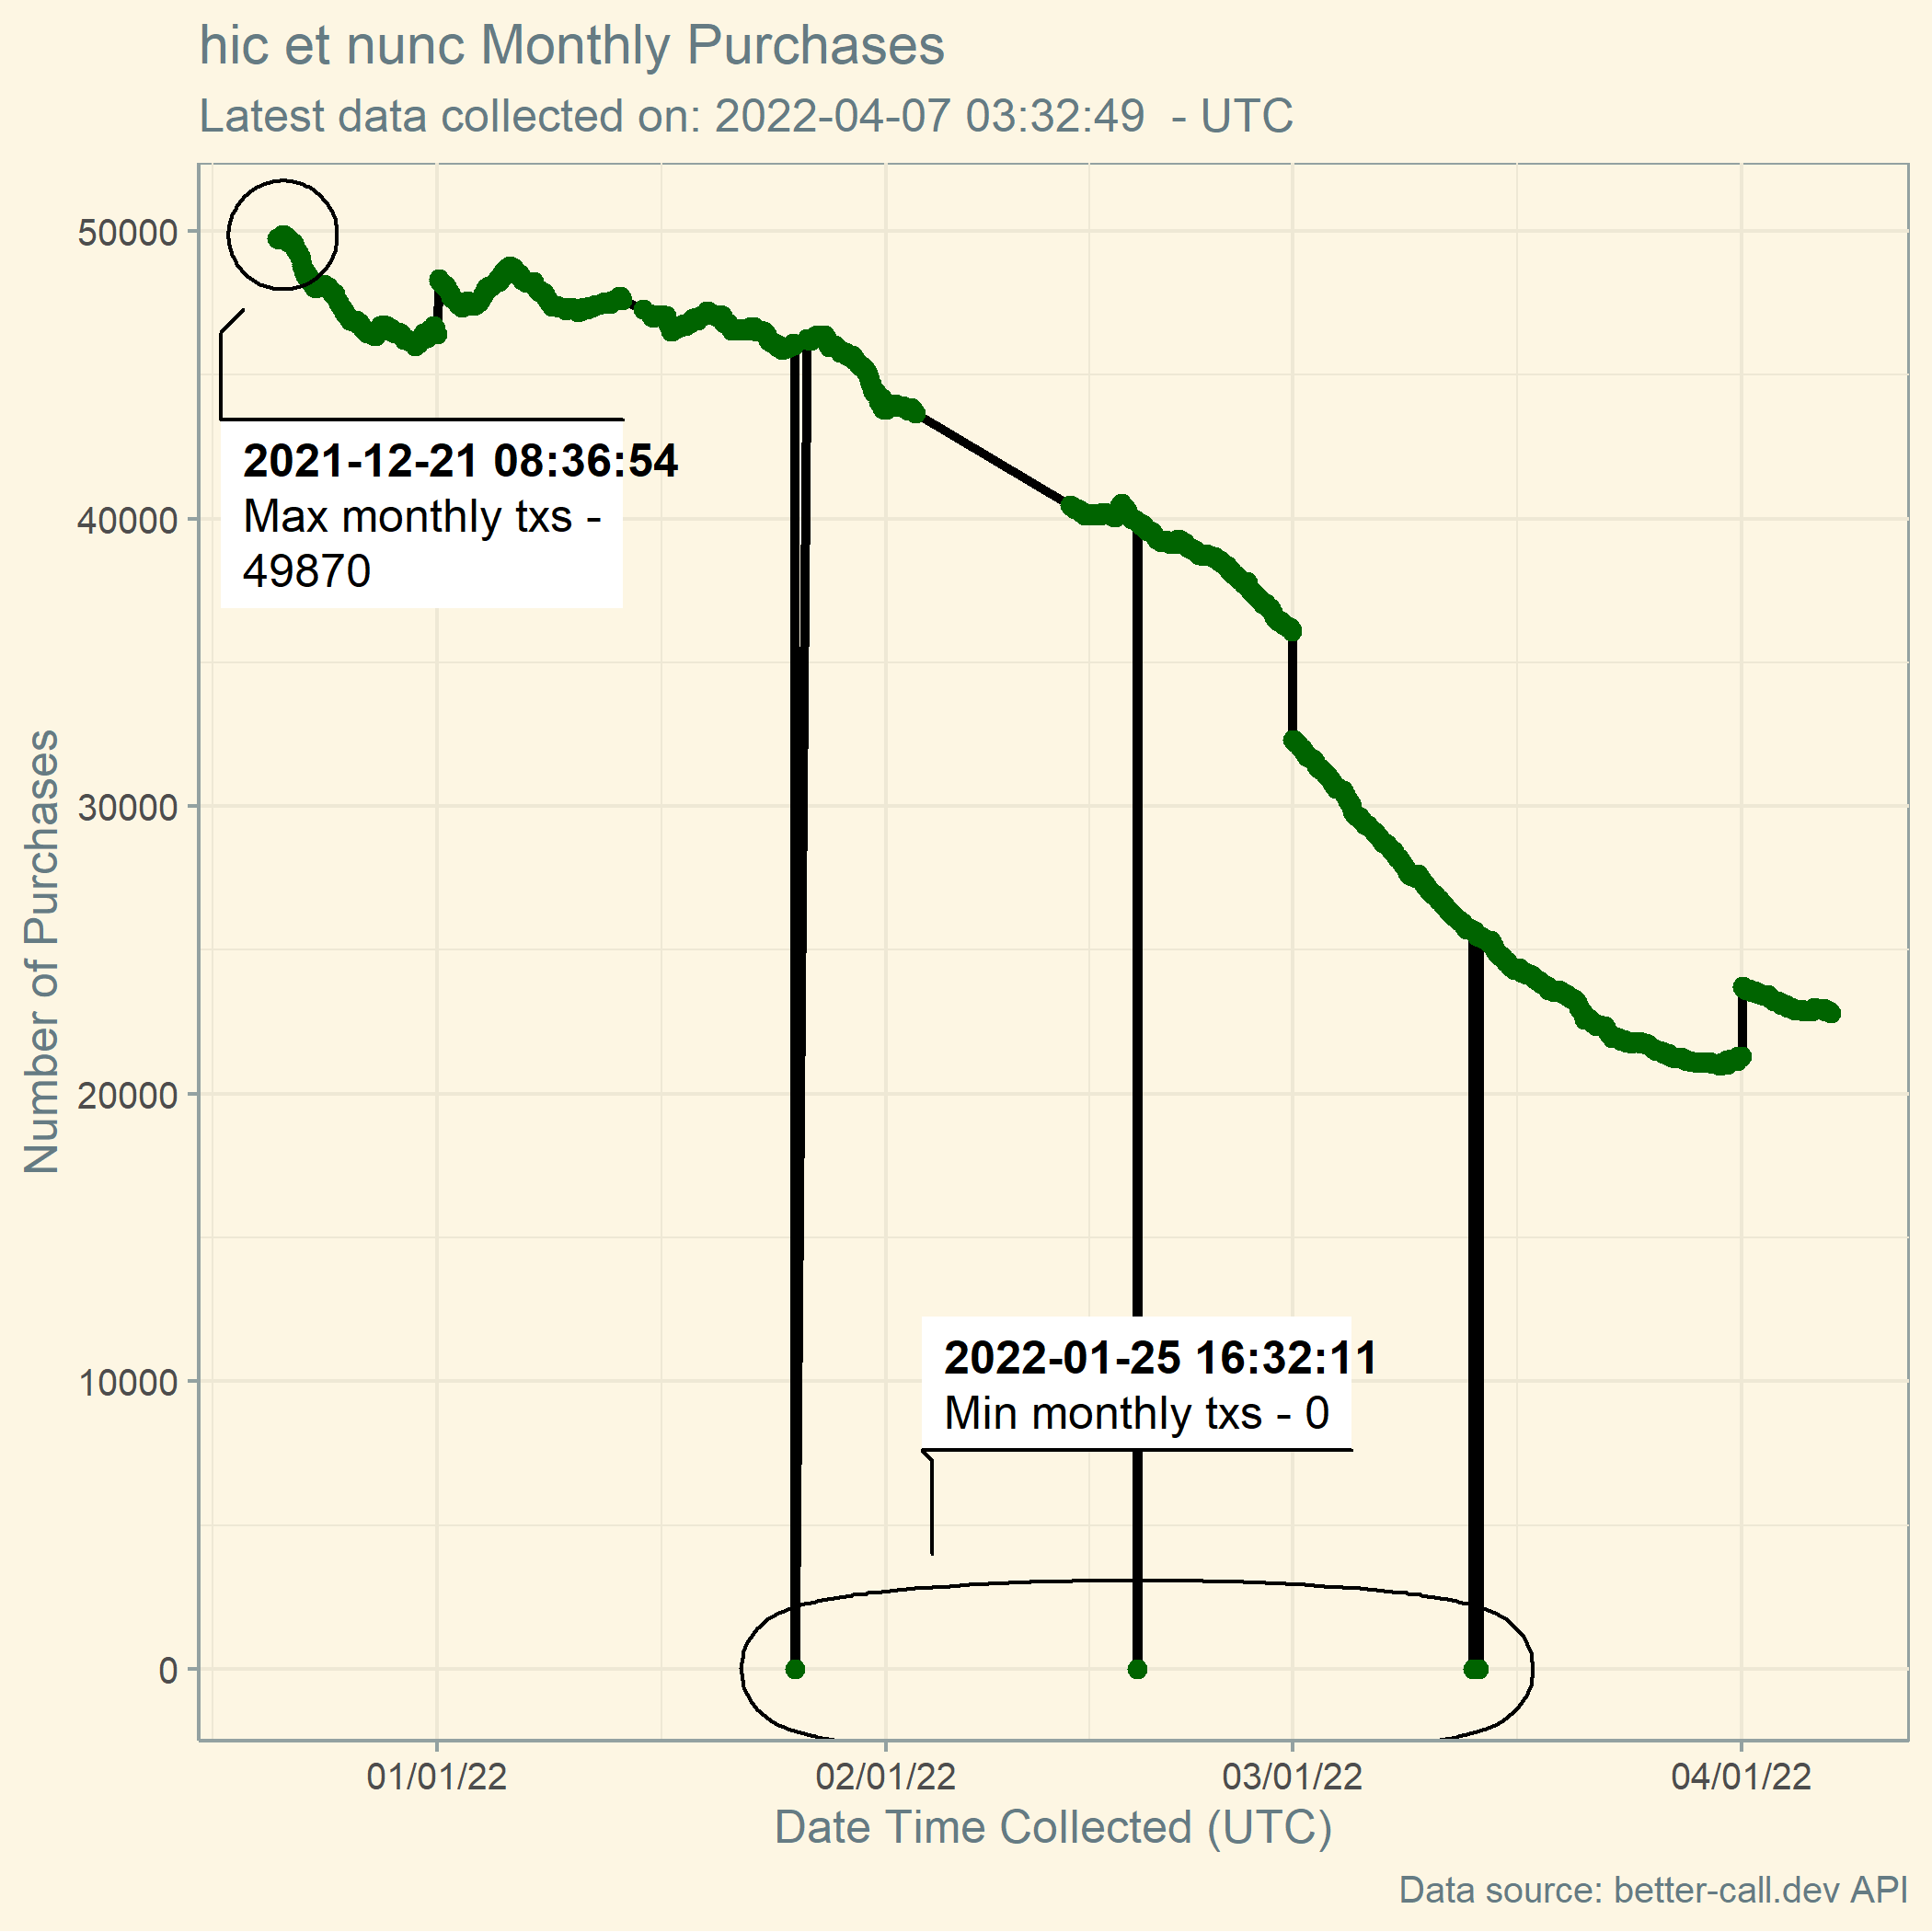 hic et nunc Monthly Purchases
Latest data collected on: 2022-04-07 03:32:49  - UTC
50000
40000
30000
20000
10000
0
Number of Purchases
2021-12-21 08:36:54
Max monthly txs -
49870
2022-01-25 16:32:11
Min monthly txs - 0
01/01/22
02/01/22
03/01/22
04/01/22
Date Time Collected (UTC)
Data source: better-call.dev API